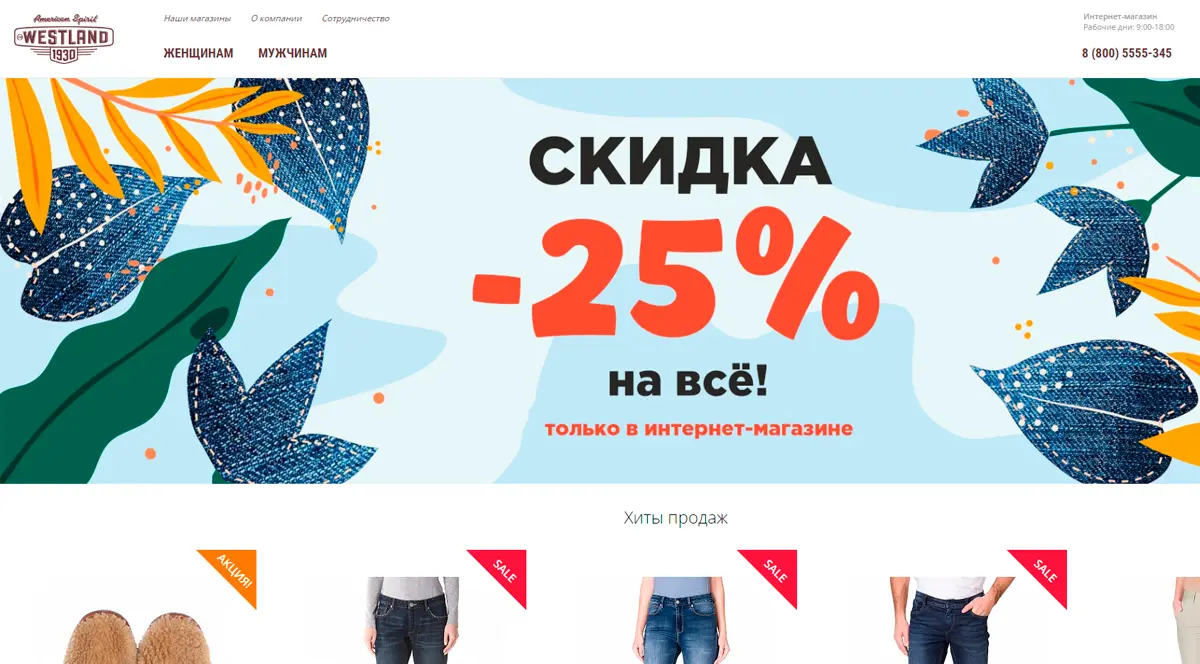 American Spirit
WESTLAND
1930
Наши магазины
О компании
Сотрудничество
ЖЕНЩИНАМ
МУЖЧИНАМ
Интернет-магазин
Рабочие дни: 9:00-18:00
8 (800) 5555-345
СКИДКА
-25%
на всё!
только в интернет-магазине
Хиты продаж
АКЦИЯ!
SALE
SALE
SALE